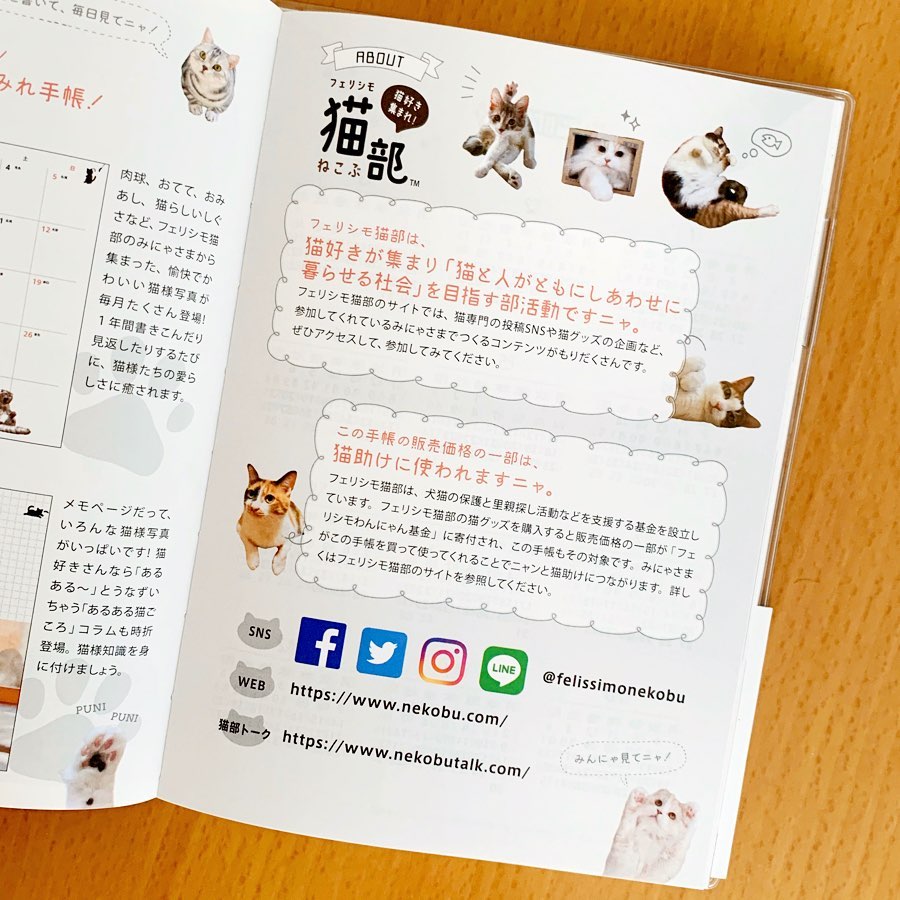 を書いて、毎日見てニャ!
みれ手帳!
土
日
4
5
12
19
26
肉球、おてて、おみ
あし、猫らしいしぐ
さなど、フェリシモ猫
部のみにゃさまから
集まった、愉快でか
わいい猫様写真が
毎月たくさん登場!
1年間書きこんだり
見返したりするたび
に、猫様たちの愛ら
しさに癒されます。
メモページだって、
いろんな猫様写真
がいっぱいです!猫
好きさんなら「ある
ある〜」とうなずい
ちゃう「あるある猫ご
ころ」コラムも時折
登場。猫様知識を身
に付けましょう。
PUNI
PUNI
ABOUT
フェリシモ
猫部™
ねこぶ
猫好き
集まれ!
フェリシモ猫部は、
猫好きが集まり「猫と人がともにしあわせに
暮らせる社会」を目指す部活動ですニャ。
フェリシモ猫部のサイトでは、猫専門の投稿SNSや猫グッズの企画など、
参加してくれているみにゃさまでつくるコンテンツがもりだくさんです。
ぜひアクセスして、参加してみてください。
この手帳の販売価格の一部は、
猫助けに使われますニャ。
フェリシモ猫部は、犬猫の保護と里親探し活動などを支援する基金を設立し
ています。フェリシモ猫部の猫グッズを購入すると販売価格の一部が「フェ
リシモわんにゃん基金」に寄付され、この手帳もその対象です。みにゃさま
がこの手帳を買って使ってくれることでニャンと猫助けにつながります。詳し
くはフェリシモ猫部のサイトを参照してください。
SNS
LINE
@felissimonekobu
WEB
https://www.nekobu.com/
猫部トーク
https://www.nekobutalk.com/
みんにゃ見てニャ!